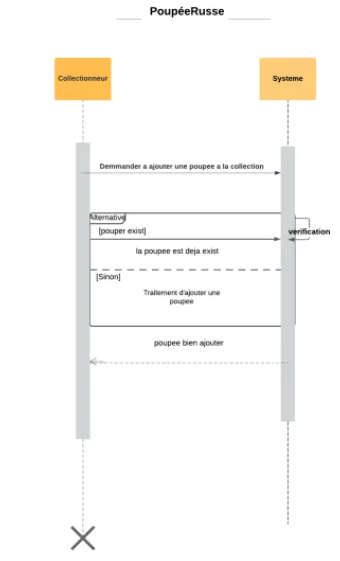 PoupéeRusse
Collectionneur
Systeme
Demmander a ajouter une poupee a la collection
Alternative
[pouper exist]
verification
la poupee est deja exist
[Sinon]
Traitement d'ajouter une
poupee
poupee bien ajouter